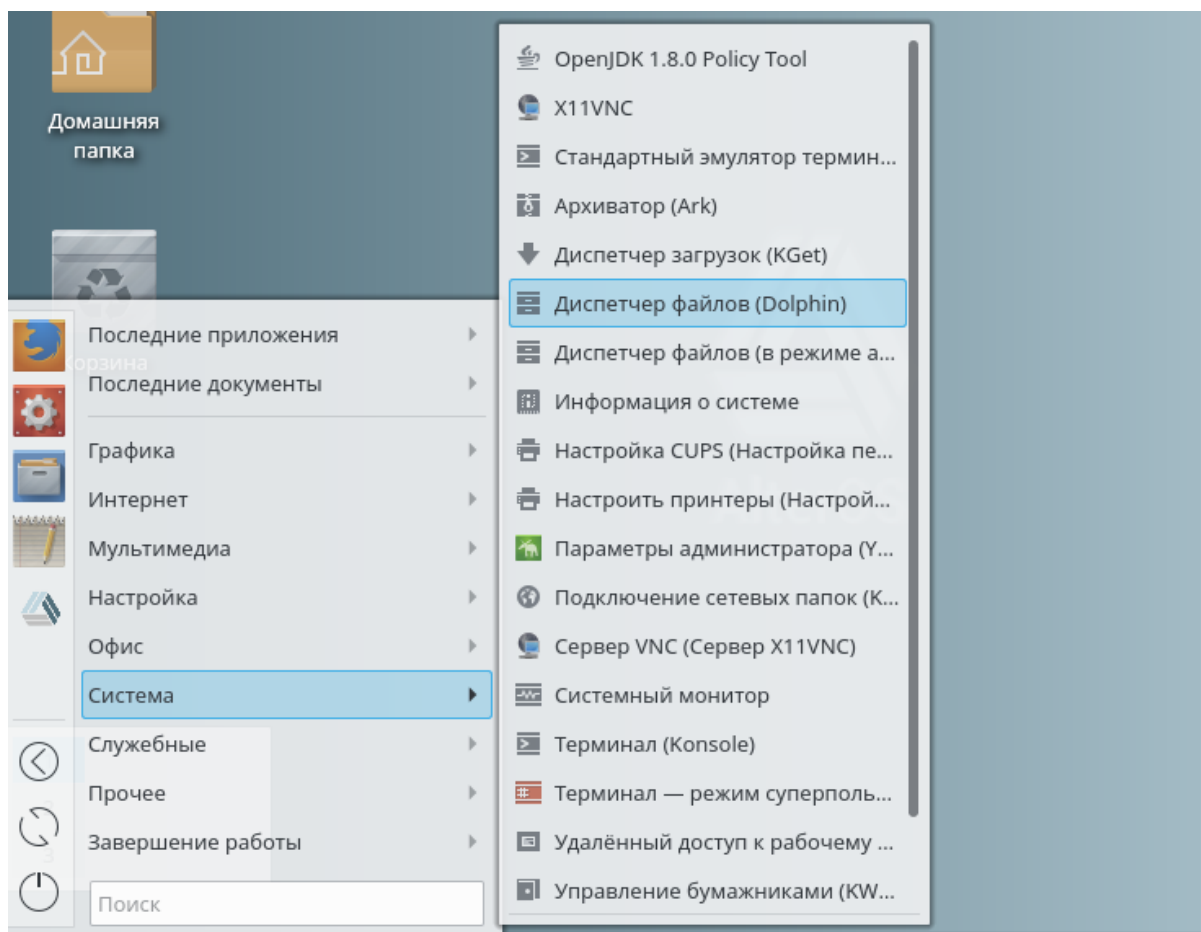 Домашняя
папка
Корзина
Последние приложения
Последние документы
Графика
Интернет
Мультимедиа
Настройка
Офис
Система
Служебные
Прочее
Завершение работы
Поиск
OpenJDK 1.8.0 Policy Tool
X11VNC
Стандартный эмулятор термин...
Архиватор (Ark)
Диспетчер загрузок (KGet)
Диспетчер файлов (Dolphin)
Диспетчер файлов (в режиме а...
Информация о системе
Настройка CUPS (Настройка пе...
Настроить принтеры (Настрой...
Параметры администратора (Y...
Подключение сетевых папок (K...
Сервер VNC (Сервер X11VNC)
Системный монитор
Терминал (Konsole)
Терминал — режим суперполь...
Удалённый доступ к рабочему ...
Управление бумажниками (KW...